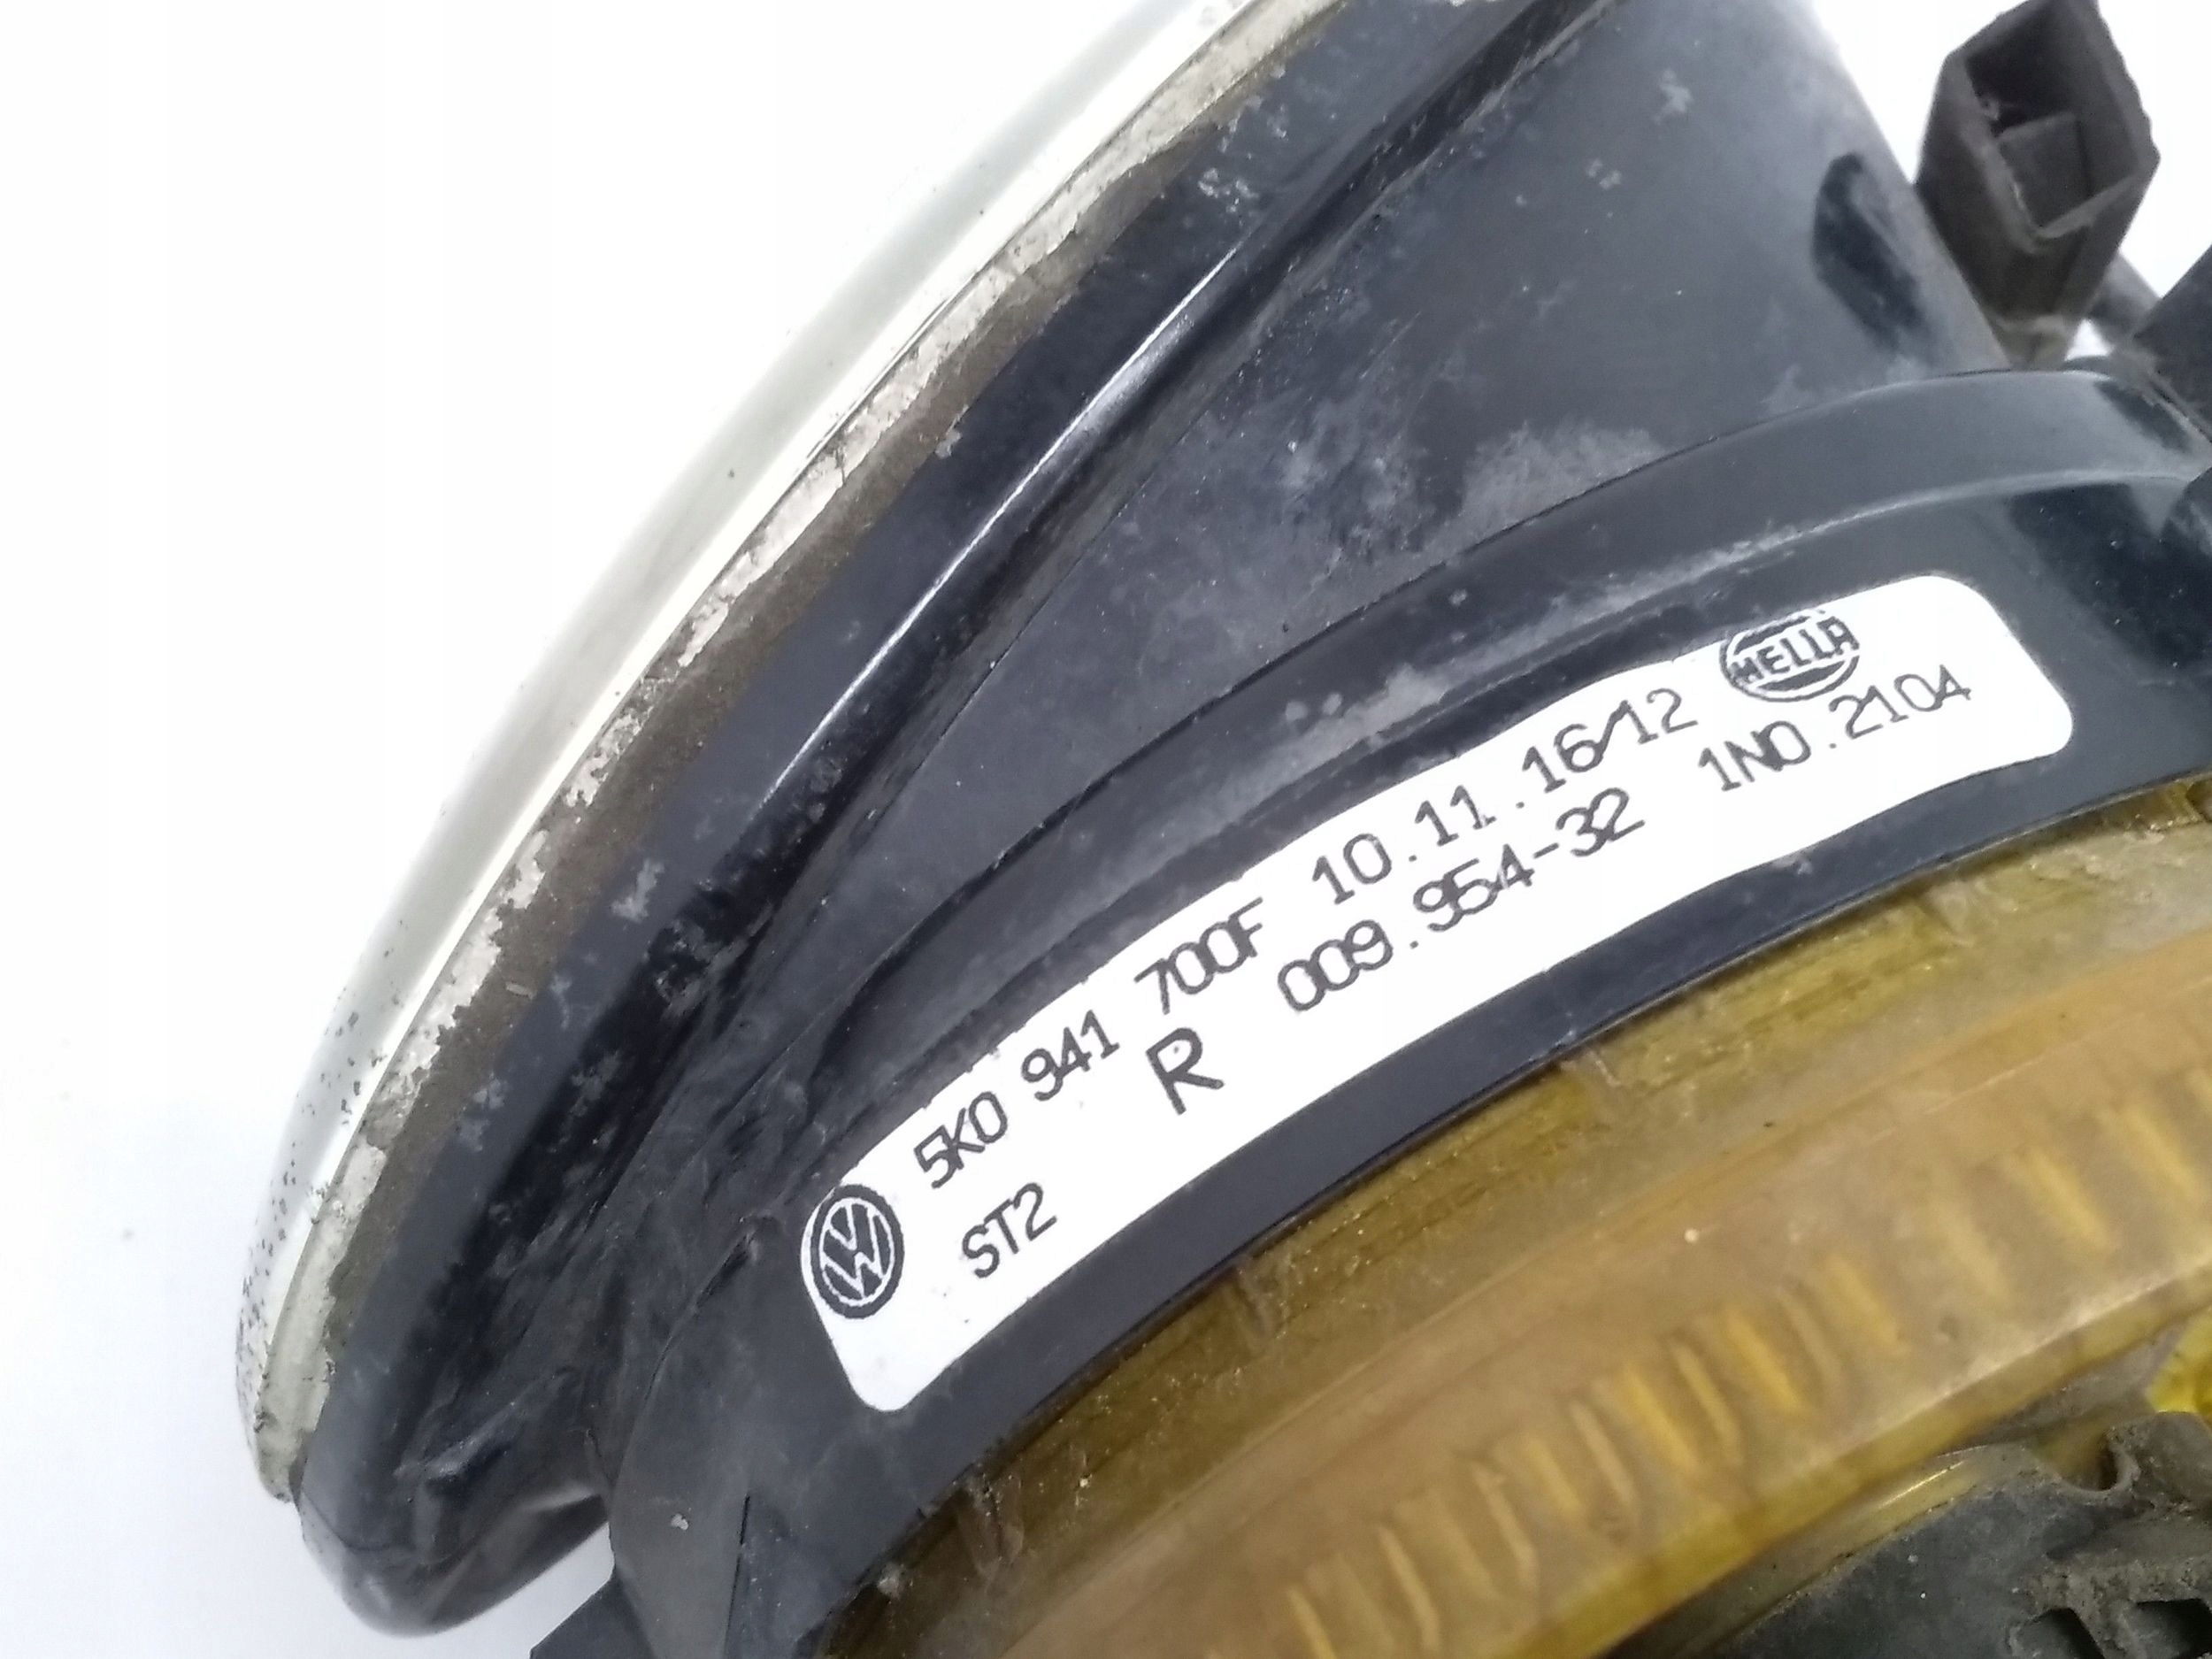 5K0 941 700F 10.11.16/12 HELLA
ST2 R 009.954-32 1N0.2104